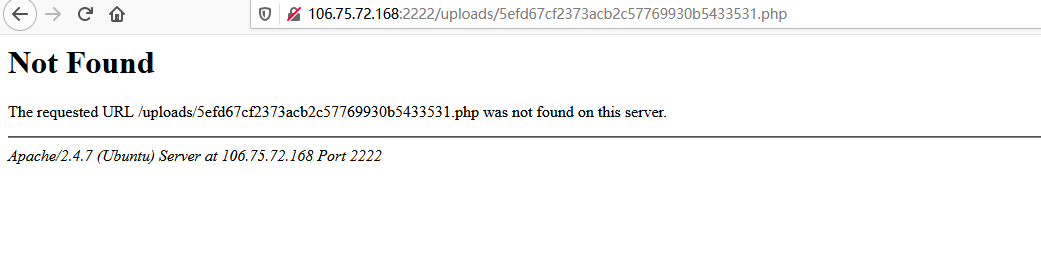 106.75.72.168:2222/uploads/5efd67cf2373acb2c57769930b5433531.php
Not Found
The requested URL /uploads/5efd67cf2373acb2c57769930b5433531.php was not found on this server.
Apache/2.4.7 (Ubuntu) Server at 106.75.72.168 Port 2222